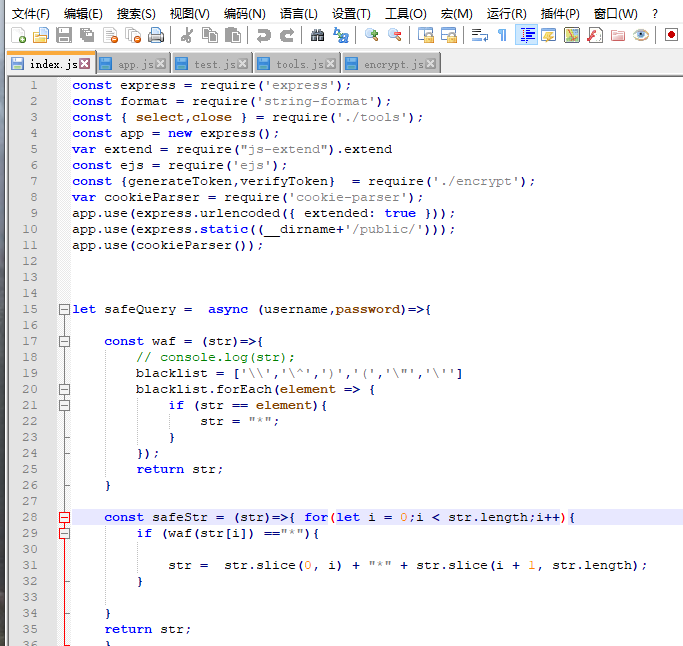 文件(F) 编辑(E) 搜索(S) 视图(V) 编码(N) 语言(L) 设置(T) 工具(O) 宏(M) 运行(R) 插件(P) 窗口(W) ?
index.js app.js test.js tools.js encrypt.js
1 const express = require('express');
2 const format = require('string-format');
3 const { select,close } = require('./tools');
4 const app = new express();
5 var extend = require("js-extend").extend
6 const ejs = require('ejs');
7 const {generateToken,verifyToken}  = require('./encrypt');
8 var cookieParser = require('cookie-parser');
9 app.use(express.urlencoded({ extended: true }));
10 app.use(express.static((__dirname+'/public/')));
11 app.use(cookieParser());
12
13
14
15 let safeQuery =  async (username,password)=>{
16
17     const waf = (str)=>{
18         // console.log(str);
19         blacklist = ['\\','\^',')','(','\"','\'']
20         blacklist.forEach(element => {
21             if (str == element){
22                 str = "*";
23             }
24         });
25         return str;
26     }
27
28     const safeStr = (str)=>{ for(let i = 0;i < str.length;i++){
29         if (waf(str[i]) =="*"){
30
31             str =  str.slice(0, i) + "*" + str.slice(i + 1, str.length);
32         }
33
34     }
35     return str;
36     }